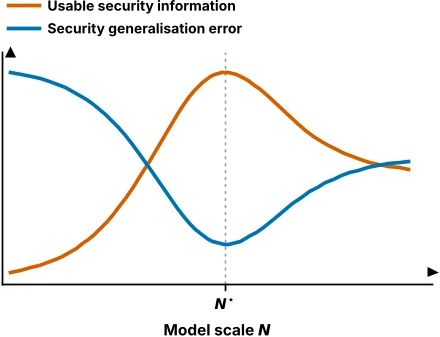 Usable security information
Security generalisation error
N*
Model scale N